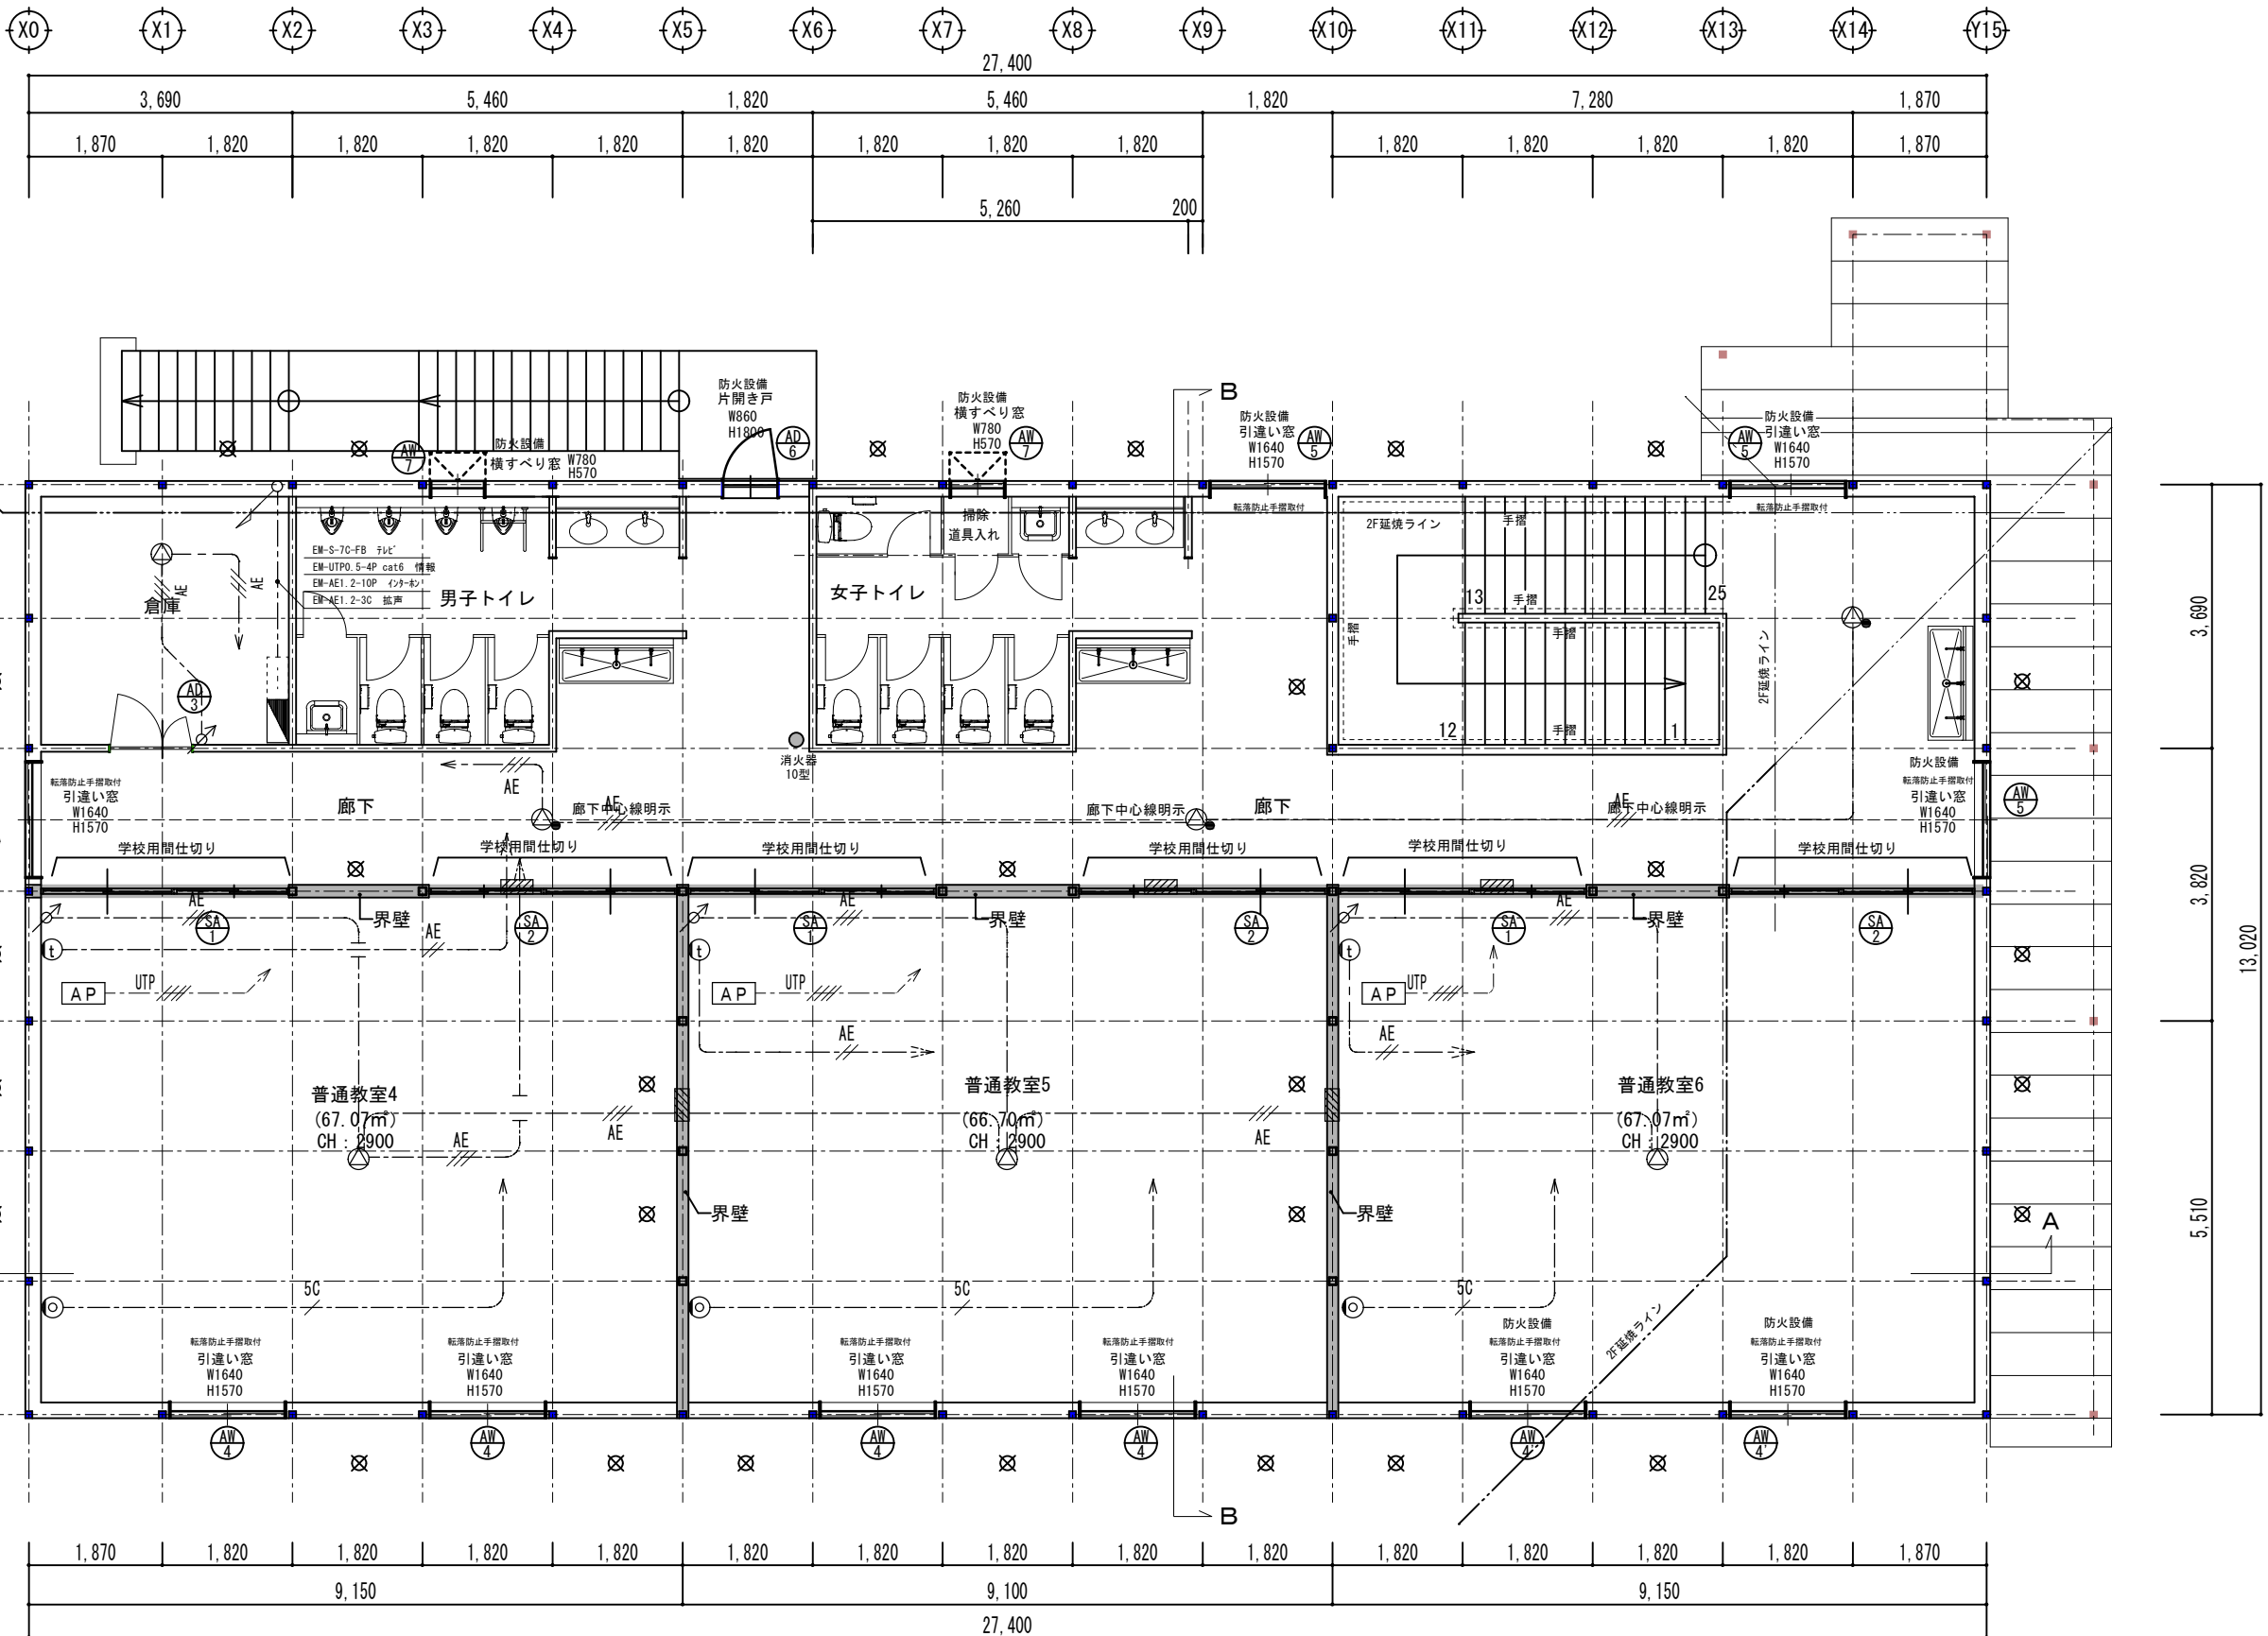 X0 X1 X2 X3 X4 X5 X6 X7 X8 X9 X10 X11 X12 X13 X14 Y15
27,400
3,690 5,460 1,820 5,460 1,820 7,280 1,870
1,870 1,820 1,820 1,820 1,820 1,820 1,820 1,820 1,820 1,820 1,820 1,820 1,820 1,870
5,260 200
防火設備
片開き戸
W860
H1800
AD
6
防火設備
横すべり窓
W780
H570
AW
7
防火設備
横すべり窓
W780
H570
AW
7
B
防火設備
引違い窓
W1640
H1570
AW
5
転落防止手摺取付
防火設備
引違い窓
W1640
H1570
AW
5
転落防止手摺取付
EM-S-7C-FB テレビ
EM-UTP0.5-4P cat6 情報
EM-AE1.2-10P インターホン
EM-AE1.2-3C 拡声
AE
AE
倉庫
AD
3
男子トイレ
女子トイレ
掃除
道具入れ
2F延焼ライン
手摺
13
手摺
25
手摺
手摺
12
手摺
1
2F延焼ライン
消火器
10型
転落防止手摺取付
引違い窓
W1640
H1570
廊下
AE
廊下中心線明示
AE
廊下中心線明示
廊下
廊下中心線明示
AE
防火設備
転落防止手摺取付
引違い窓
W1640
H1570
AW
5
学校用間仕切り 学校用間仕切り 学校用間仕切り 学校用間仕切り 学校用間仕切り 学校用間仕切り
AE
SA
1
界壁
AE
SA
2
AE
SA
1
界壁
SA
2
AE
SA
1
界壁
SA
2
t
t
t
AP UTP
AP UTP
AP UTP
AE
AE
普通教室4
(67.07㎡)
CH：2900
AE
AE
普通教室5
(66.70㎡)
CH：2900
AE
普通教室6
(67.07㎡)
CH：2900
界壁
界壁
A
5C
5C
5C
2F延焼ライン
転落防止手摺取付
引違い窓
W1640
H1570
AW
4
転落防止手摺取付
引違い窓
W1640
H1570
AW
4
転落防止手摺取付
引違い窓
W1640
H1570
AW
4
転落防止手摺取付
引違い窓
W1640
H1570
AW
4
防火設備
転落防止手摺取付
引違い窓
W1640
H1570
AW
4'
防火設備
転落防止手摺取付
引違い窓
W1640
H1570
AW
4'
B
3,690
3,820
5,510
13,020
1,870 1,820 1,820 1,820 1,820 1,820 1,820 1,820 1,820 1,820 1,820 1,820 1,820 1,820 1,870
9,150 9,100 9,150
27,400